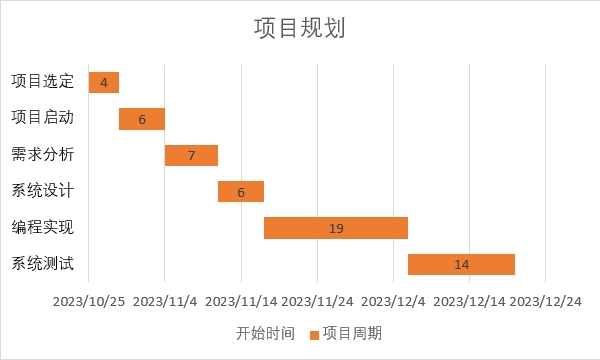 项目规划
项目选定 4
项目启动 6
需求分析 7
系统设计 6
编程实现 19
系统测试 14
2023/10/25 2023/11/4 2023/11/14 2023/11/24 2023/12/4 2023/12/14 2023/12/24
开始时间 项目周期